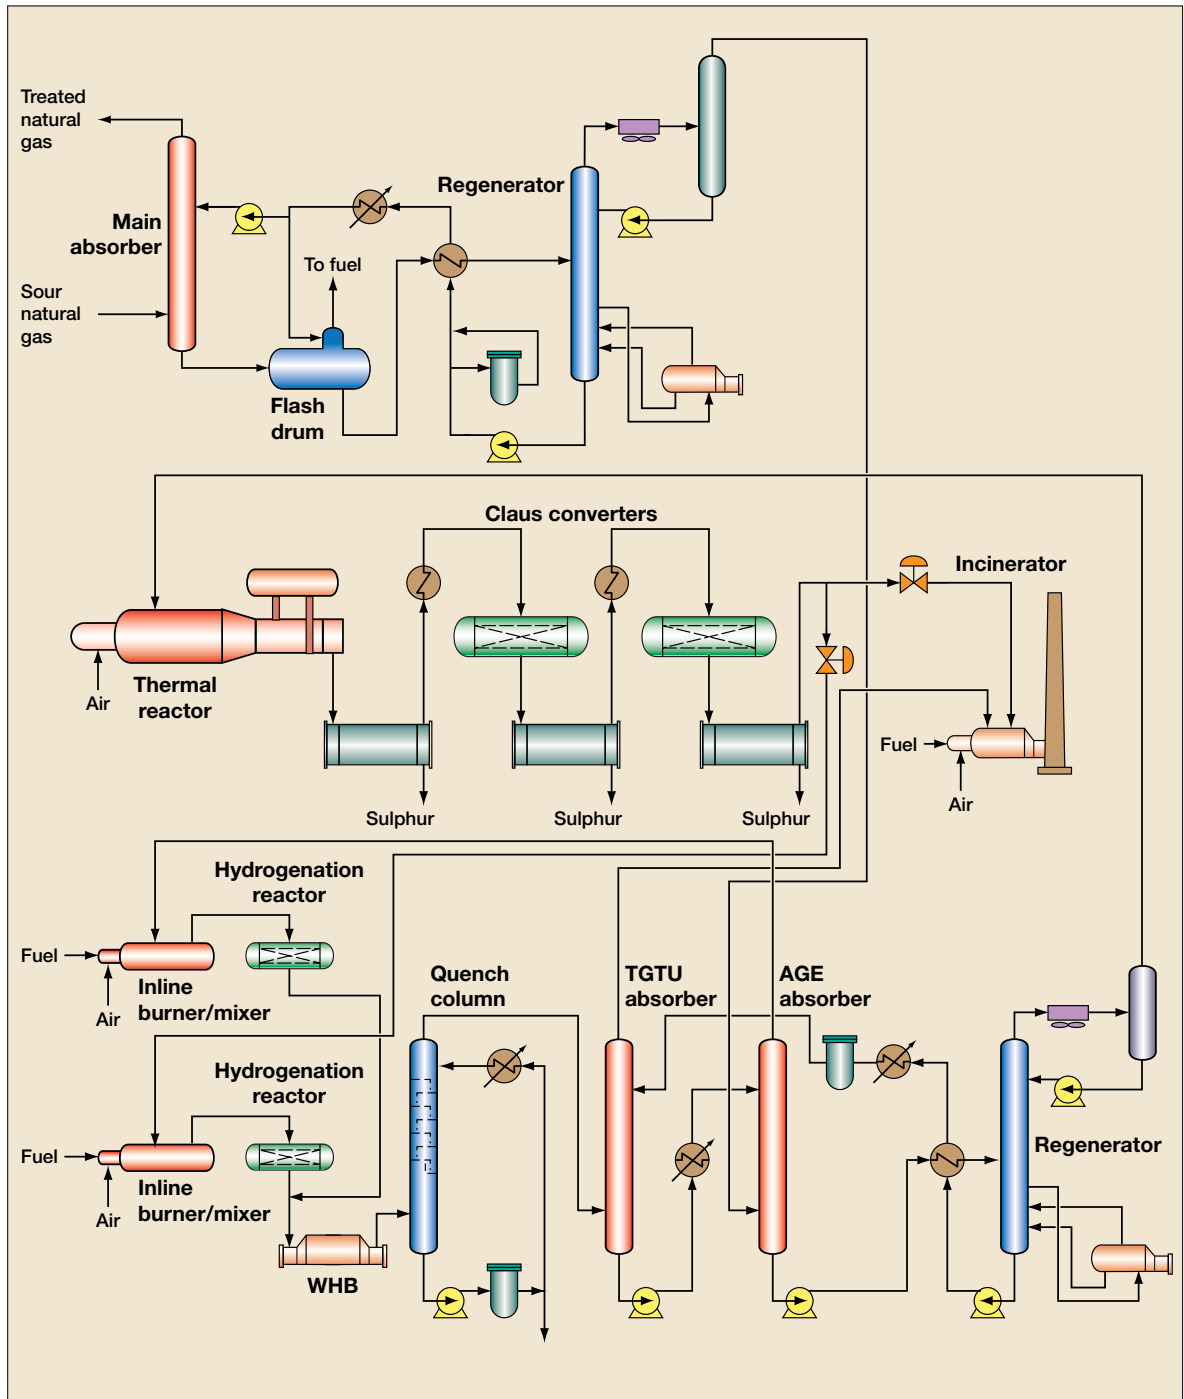 Treated
natural
gas
Regenerator
Main
absorber
To fuel
Sour
natural
gas
Flash
drum
Claus converters
Incinerator
Thermal
reactor
Air
Fuel
Air
Sulphur
Sulphur
Sulphur
Hydrogenation
reactor
Fuel
Inline
burner/mixer
Air
Quench
column
TGTU
absorber
AGE
absorber
Hydrogenation
reactor
Regenerator
Fuel
Inline
burner/mixer
Air
WHB